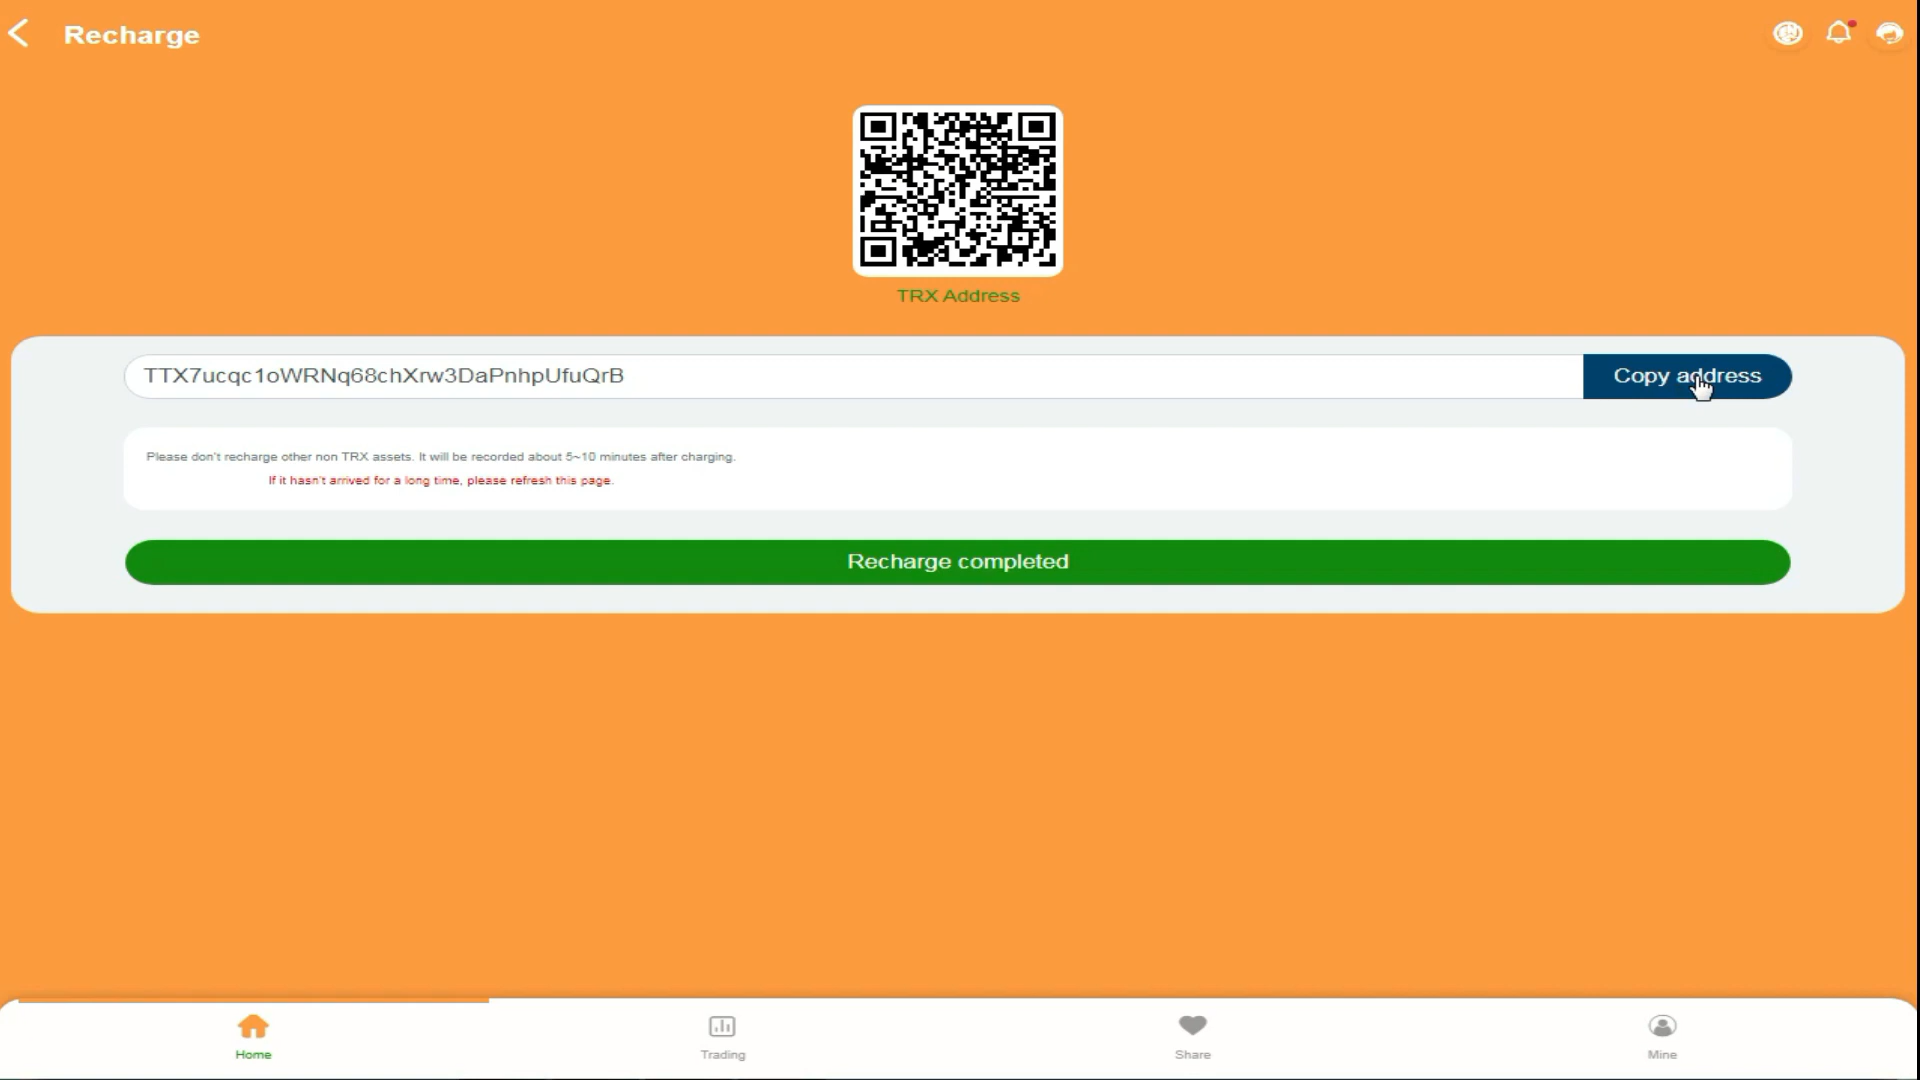 Recharge
TRX Address
TTX7ucqc1oWRNq68chXrw3DaPnhpUfuQrB
Copy address
Please don't recharge other non TRX assets. It will be recorded about 5~10 minutes after charging.
If it hasn't arrived for a long time, please refresh this page.
Recharge completed
Home
Trading
Share
Mine